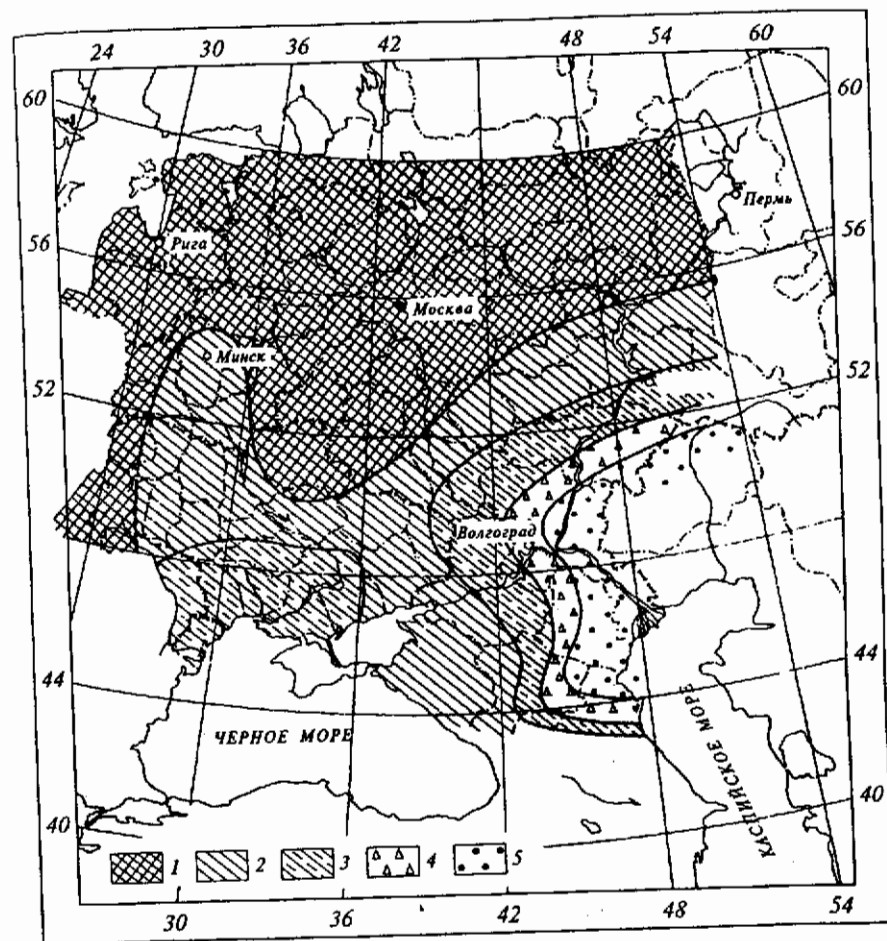 24 30 36 42 48 54 60
60 60
Пермь
56 Рига 56
Москва
Минск
52 52
Волгоград
44 44
ЧЕРНОЕ МОРЕ
КАСПИЙСКОЕ МОРЕ
40 40
1 2 3 4 5
30 36 42 48 54